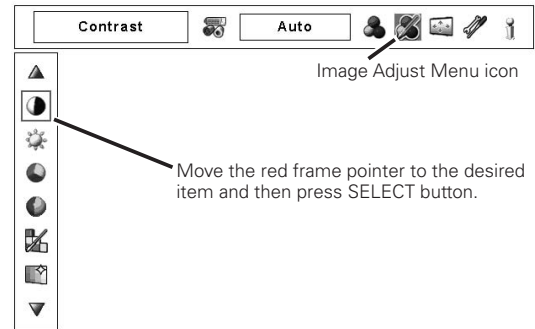 Contrast
Auto
Image Adjust Menu icon
Move the red frame pointer to the desired
item and then press SELECT button.